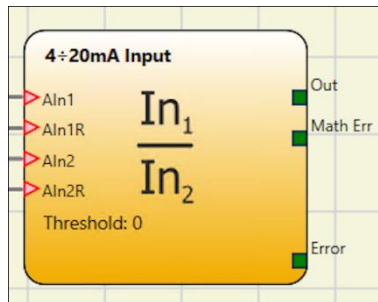 4÷20mA Input
AIn1
AIn1R
AIn2
AIn2R
In₁
In₂
Threshold: 0
Out
Math Err
Error